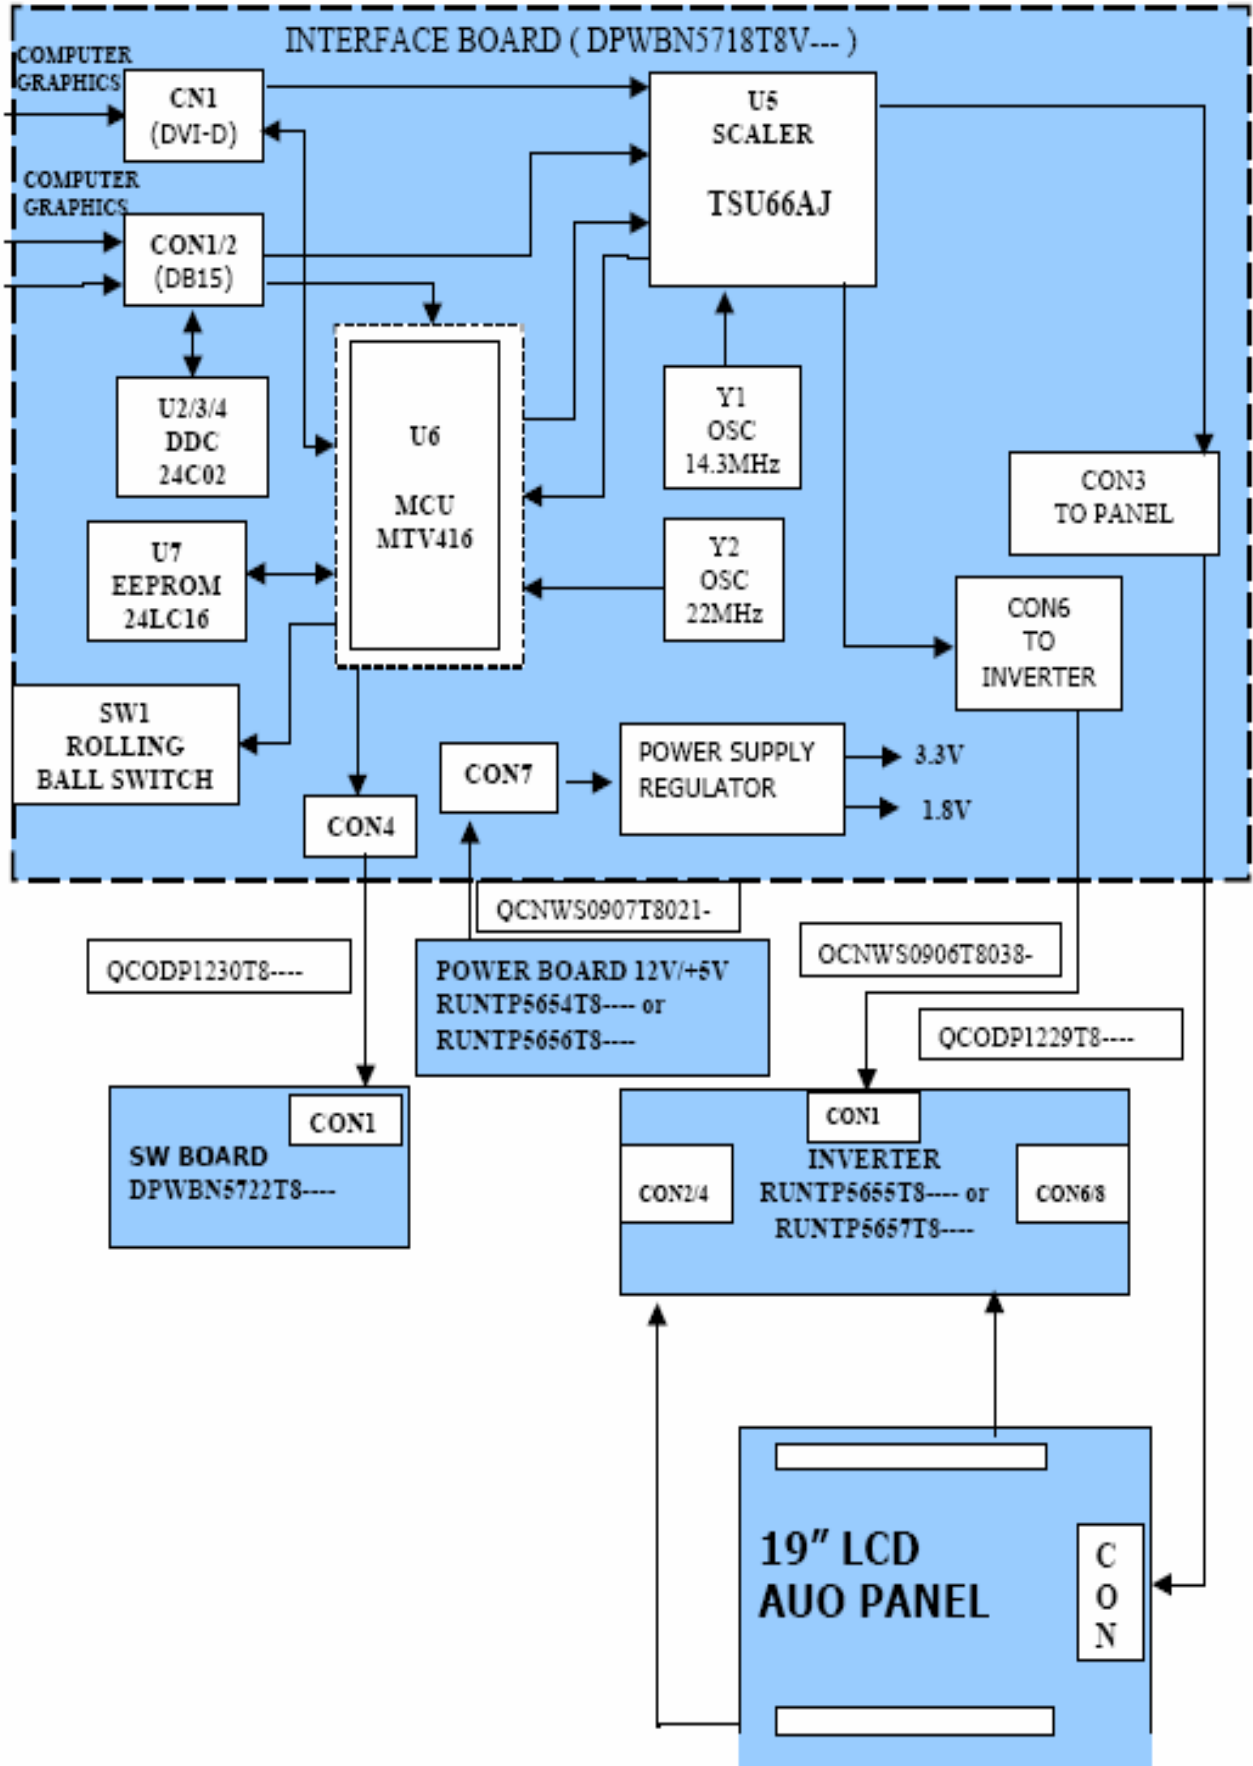 INTERFACE BOARD ( DPWBN5718T8V--- )
COMPUTER
GRAPHICS
CN1
(DVI-D)
U5
SCALER
TSU66AJ
COMPUTER
GRAPHICS
CON1/2
(DB15)
U2/3/4
DDC
24C02
U6
MCU
MTV416
Y1
OSC
14.3MHz
CON3
TO PANEL
U7
EEPROM
24LC16
Y2
OSC
22MHz
CON6
TO
INVERTER
SW1
ROLLING
BALL SWITCH
CON7
POWER SUPPLY
REGULATOR
3.3V
1.8V
CON4
QCNWS0907T8021-
QCODP1230T8----
POWER BOARD 12V/+5V
RUNTP5654T8---- or
RUNTP5656T8----
OCNWS0906T8038-
QCODP1229T8----
CON1
SW BOARD
DPWBN5722T8----
CON1
INVERTER
RUNTP5655T8---- or
RUNTP5657T8----
CON2/4
CON6/8
19" LCD
AUO PANEL
C
O
N